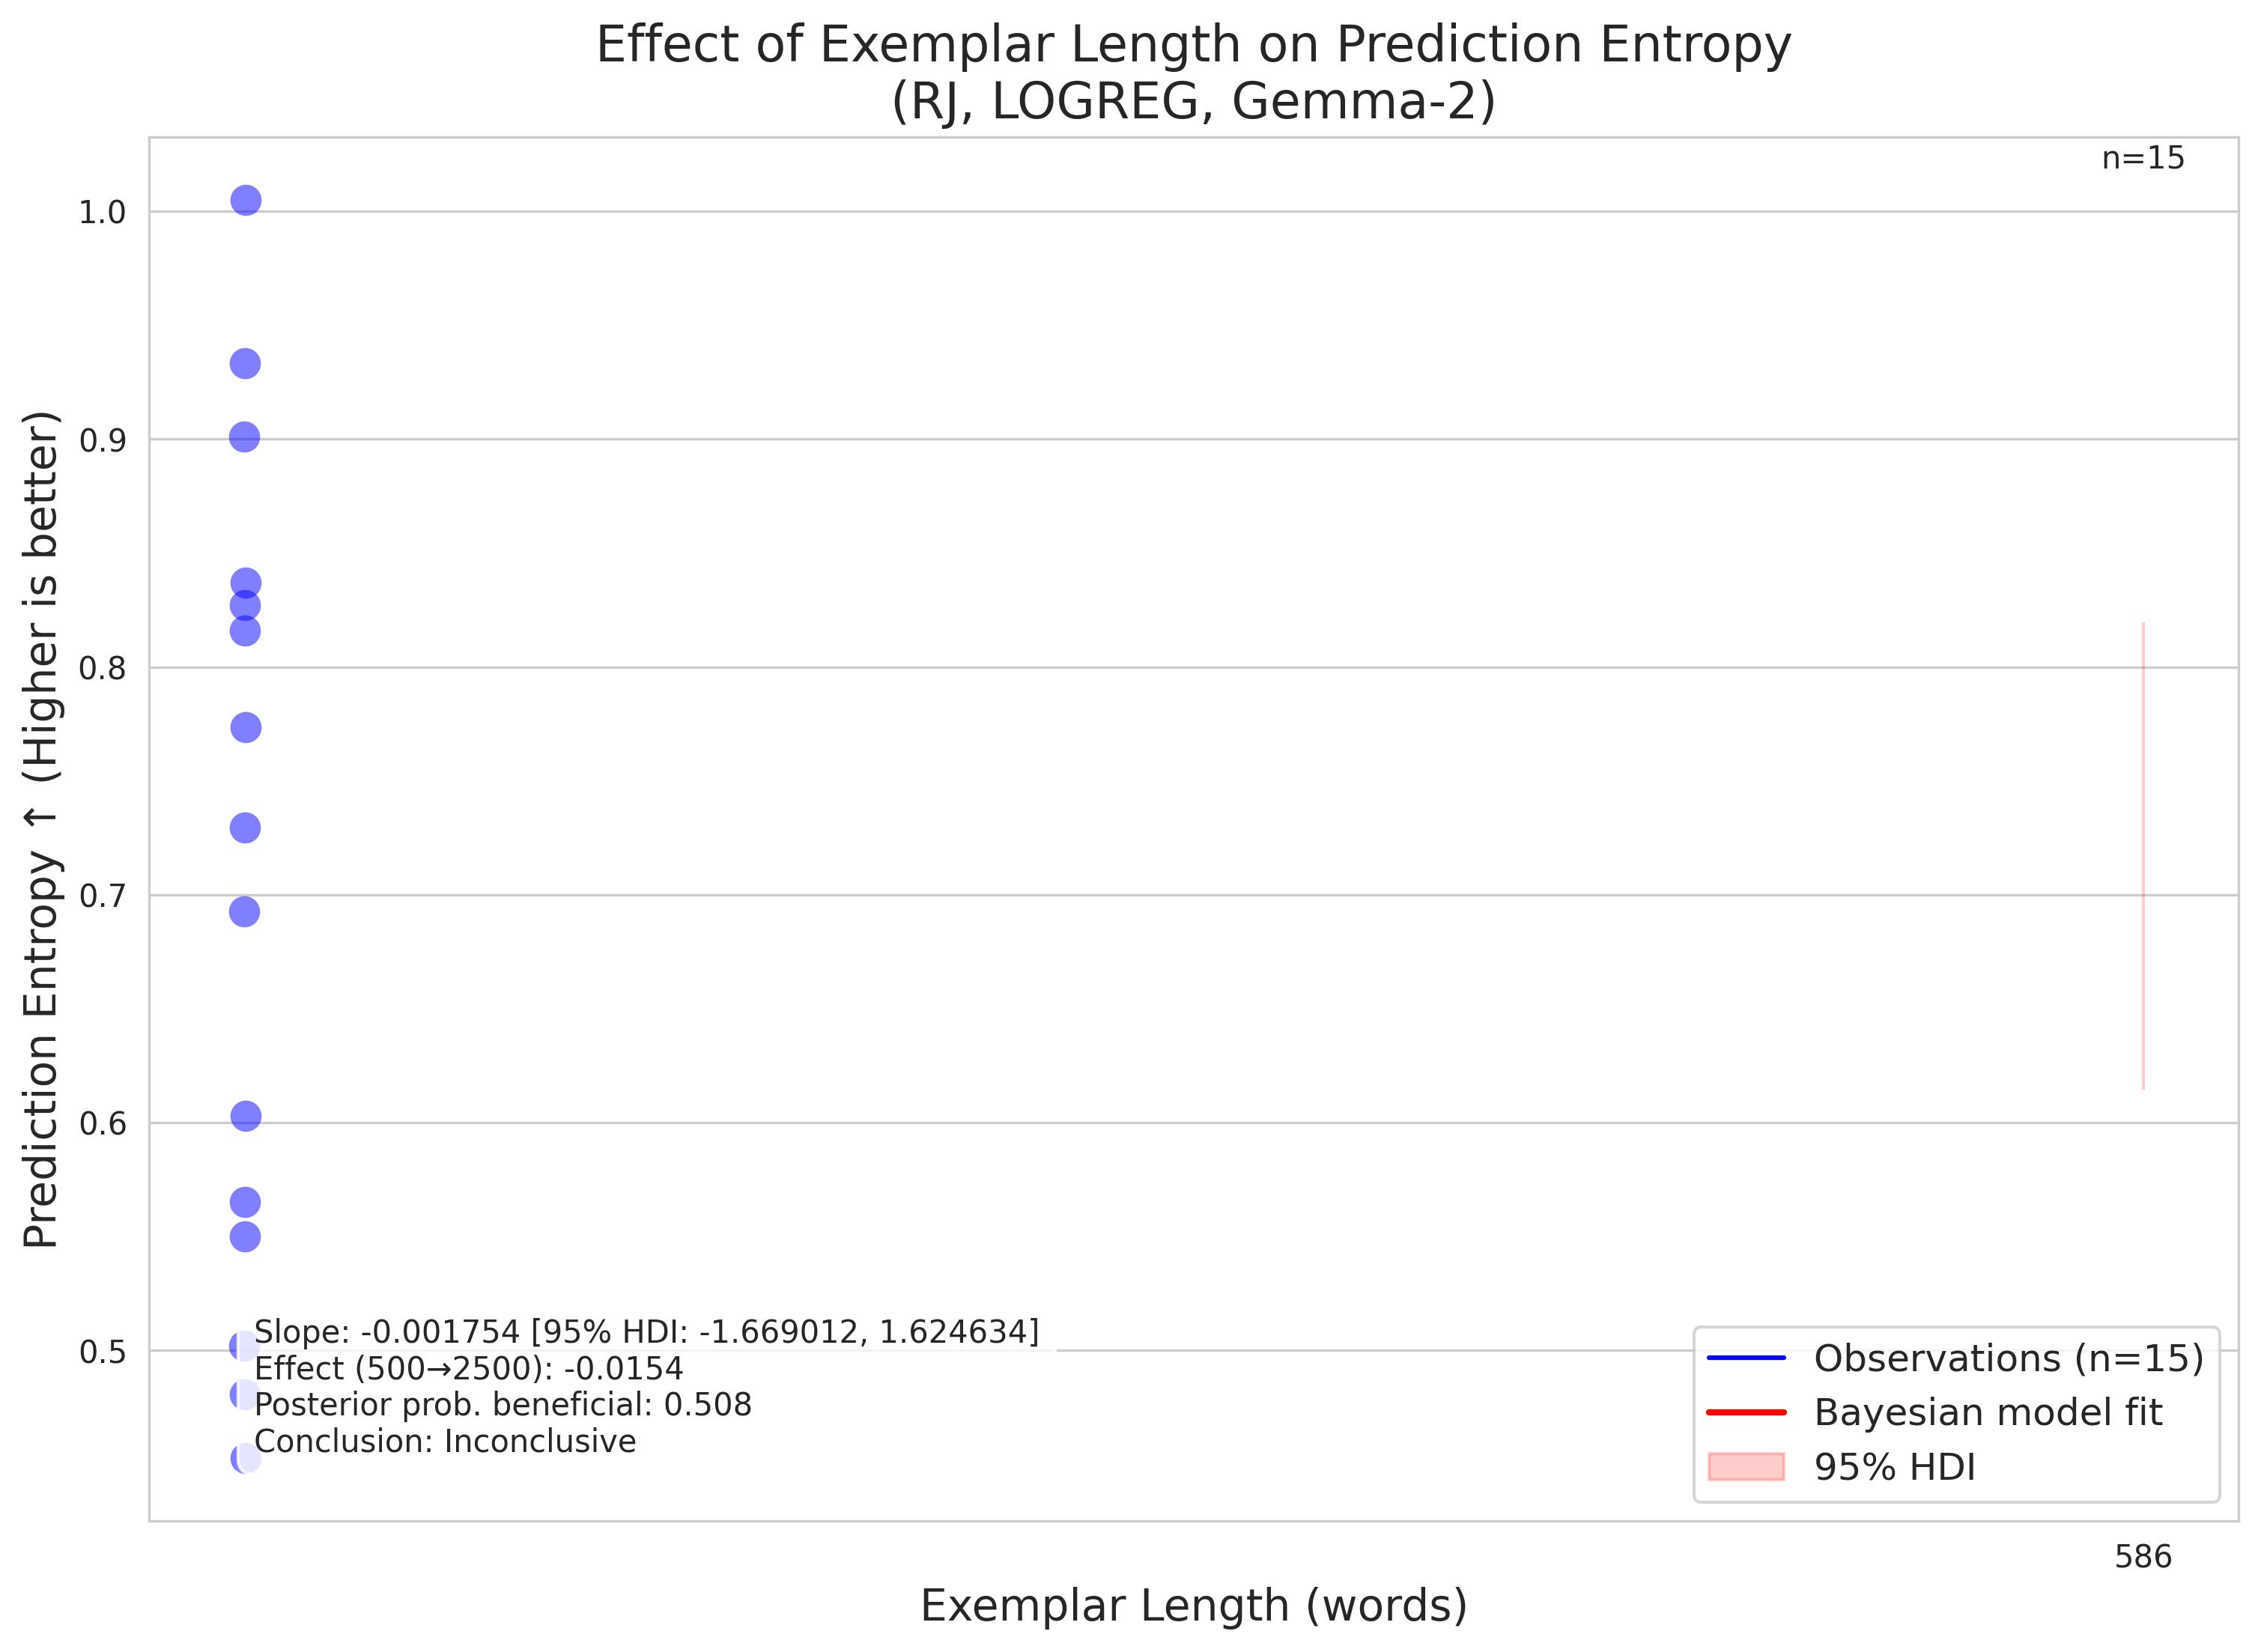 Effect of Exemplar Length on Prediction Entropy
(RJ, LOGREG, Gemma-2)
n=15
Prediction Entropy ↑ (Higher is better)
1.0
0.9
0.8
0.7
0.6
0.5
Slope: -0.001754 [95% HDI: -1.669012, 1.624634]
Effect (500→2500): -0.0154
Posterior prob. beneficial: 0.508
Conclusion: Inconclusive
Observations (n=15)
Bayesian model fit
95% HDI
586
Exemplar Length (words)